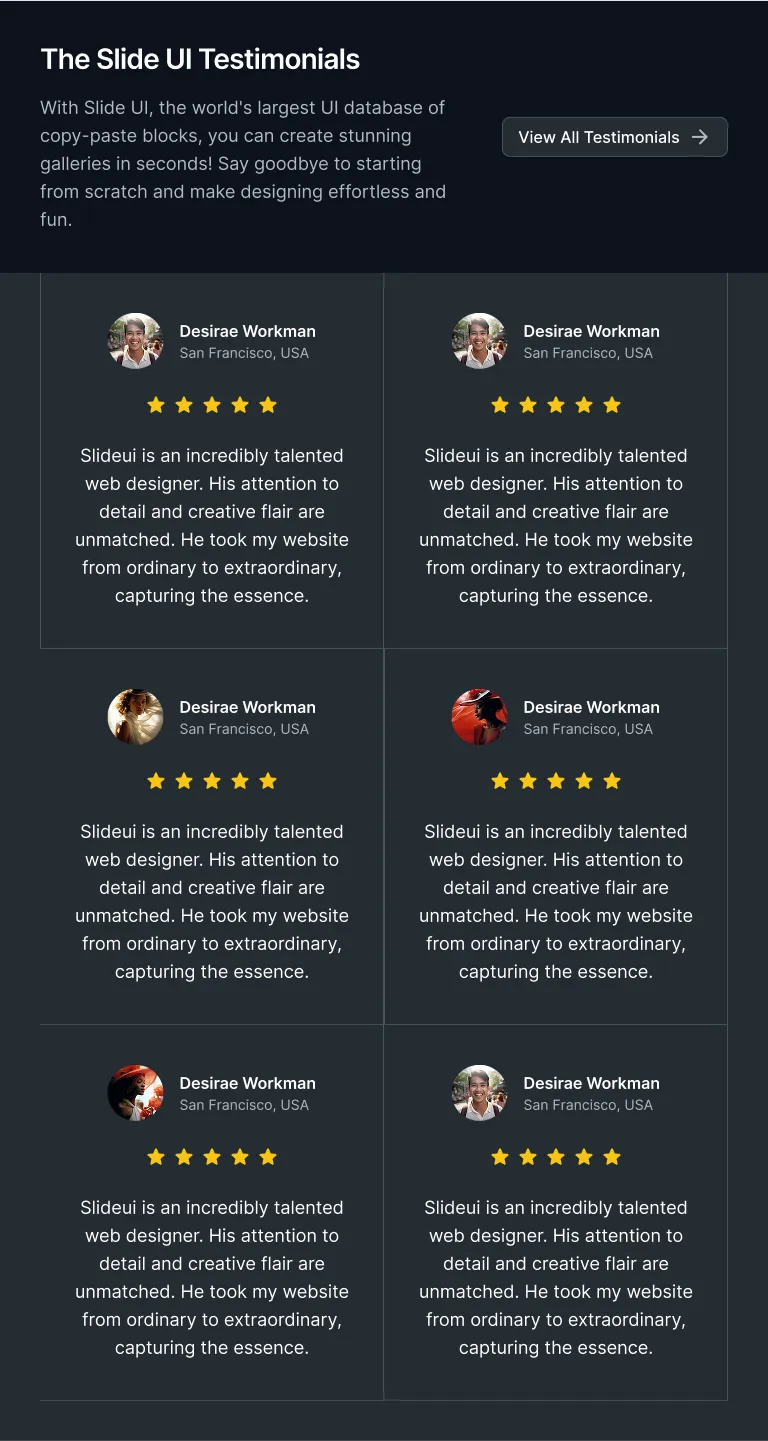 The Slide UI Testimonials
With Slide UI, the world's largest UI database of
copy-paste blocks, you can create stunning
galleries in seconds! Say goodbye to starting
from scratch and make designing effortless and
fun.
View All Testimonials
Desirae Workman
San Francisco, USA
Slideui is an incredibly talented
web designer. His attention to
detail and creative flair are
unmatched. He took my website
from ordinary to extraordinary,
capturing the essence.
Desirae Workman
San Francisco, USA
Slideui is an incredibly talented
web designer. His attention to
detail and creative flair are
unmatched. He took my website
from ordinary to extraordinary,
capturing the essence.
Desirae Workman
San Francisco, USA
Slideui is an incredibly talented
web designer. His attention to
detail and creative flair are
unmatched. He took my website
from ordinary to extraordinary,
capturing the essence.
Desirae Workman
San Francisco, USA
Slideui is an incredibly talented
web designer. His attention to
detail and creative flair are
unmatched. He took my website
from ordinary to extraordinary,
capturing the essence.
Desirae Workman
San Francisco, USA
Slideui is an incredibly talented
web designer. His attention to
detail and creative flair are
unmatched. He took my website
from ordinary to extraordinary,
capturing the essence.
Desirae Workman
San Francisco, USA
Slideui is an incredibly talented
web designer. His attention to
detail and creative flair are
unmatched. He took my website
from ordinary to extraordinary,
capturing the essence.